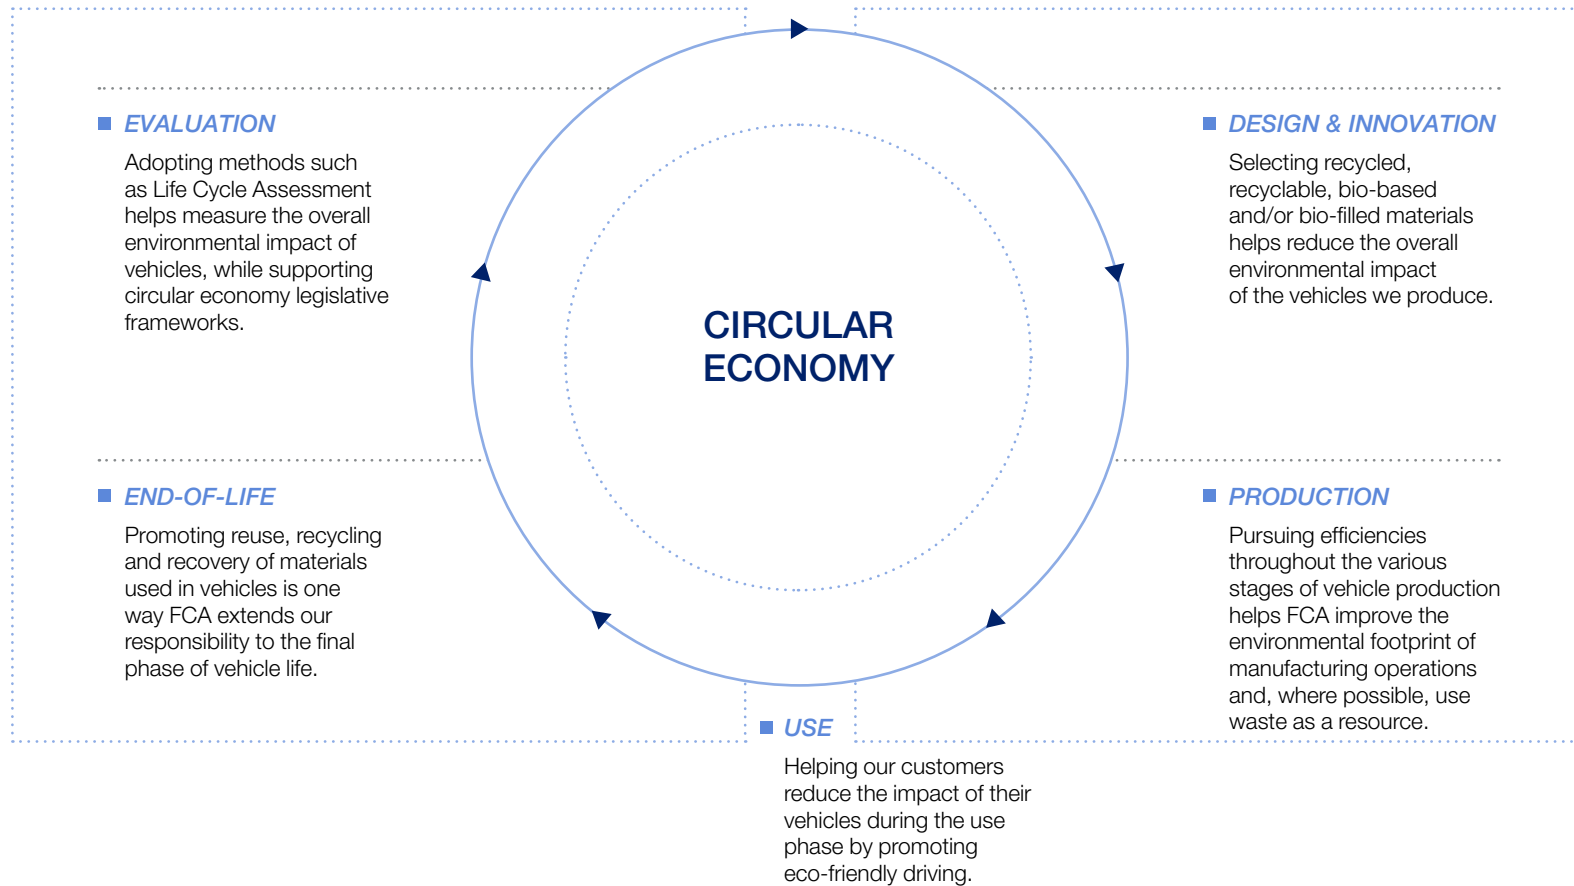 EVALUATION
Adopting methods such
as Life Cycle Assessment
helps measure the overall
environmental impact of
vehicles, while supporting
circular economy legislative
frameworks.
DESIGN & INNOVATION
Selecting recycled,
recyclable, bio-based
and/or bio-filled materials
helps reduce the overall
environmental impact
of the vehicles we produce.
CIRCULAR
ECONOMY
END-OF-LIFE
Promoting reuse, recycling
and recovery of materials
used in vehicles is one
way FCA extends our
responsibility to the final
phase of vehicle life.
PRODUCTION
Pursuing efficiencies
throughout the various
stages of vehicle production
helps FCA improve the
environmental footprint of
manufacturing operations
and, where possible, use
waste as a resource.
USE
Helping our customers
reduce the impact of their
vehicles during the use
phase by promoting
eco-friendly driving.